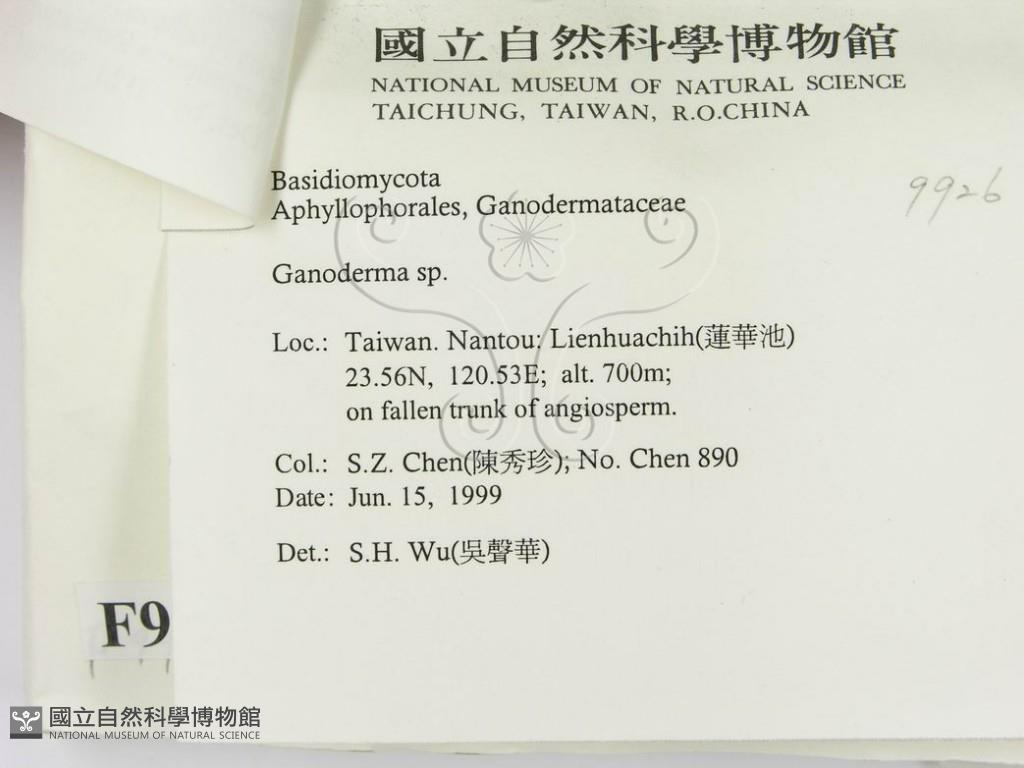 國立自然科學博物館
NATIONAL MUSEUM OF NATURAL SCIENCE
TAICHUNG, TAIWAN, R.O.CHINA
9926
Basidiomycota
Aphyllophorales, Ganodermataceae
Ganoderma sp.
Loc.: Taiwan. Nantou: Lienhuachih(蓮華池)
23.56N, 120.53E; alt. 700m;
on fallen trunk of angiosperm.
Col.: S.Z. Chen(陳秀珍); No. Chen 890
Date: Jun. 15, 1999
Det.: S.H. Wu(吳聲華)
F9
國立自然科學博物館
NATIONAL MUSEUM OF NATURAL SCIENCE